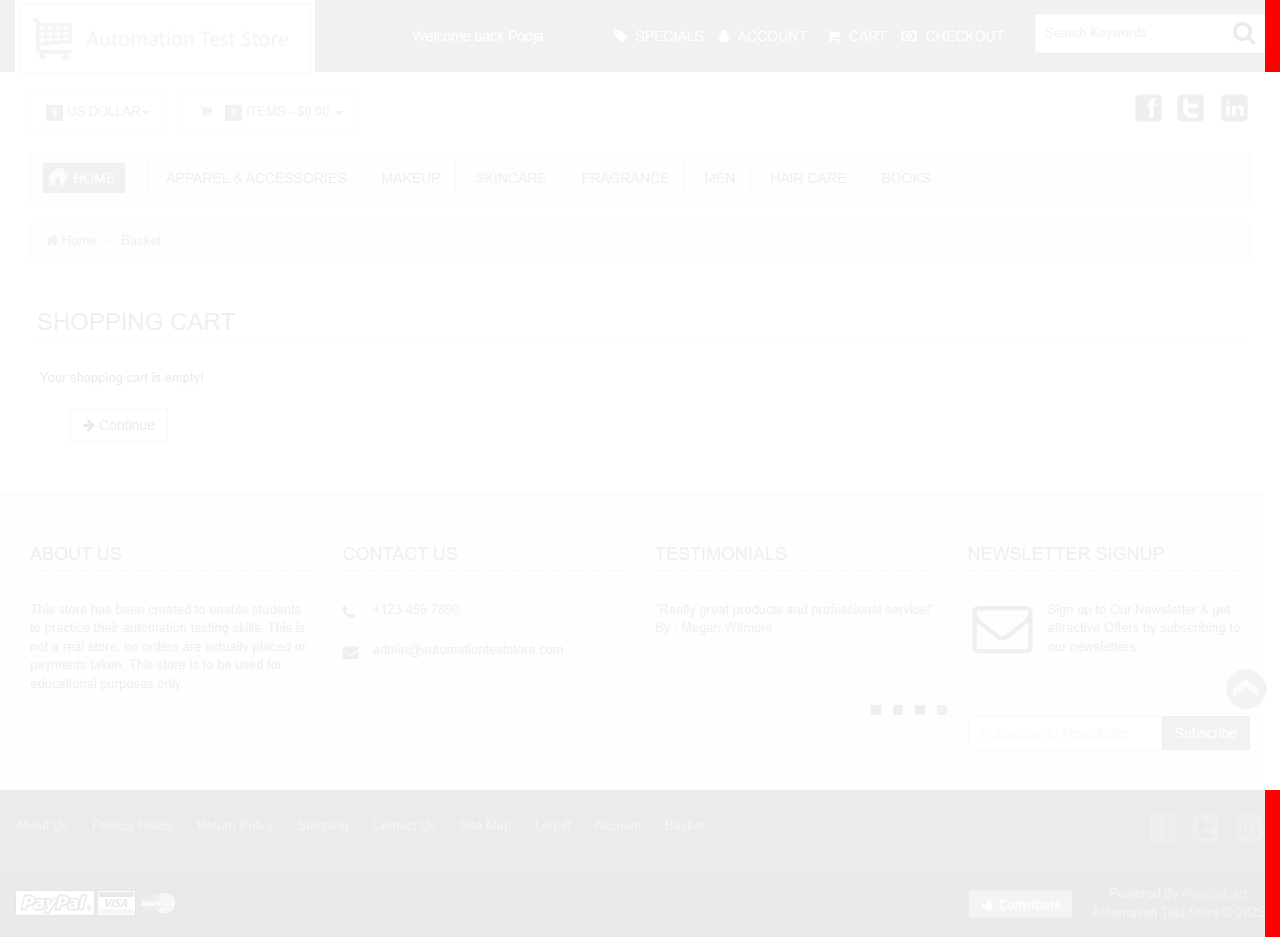 Automation Test Store
Welcome back Pooja
SPECIALS
ACCOUNT
CART
CHECKOUT
Search Keywords
$ US DOLLAR
0 ITEMS - $0.00
HOME
APPAREL & ACCESSORIES
MAKEUP
SKINCARE
FRAGRANCE
MEN
HAIR CARE
BOOKS
Home
Basket
SHOPPING CART
Your shopping cart is empty!
Continue
ABOUT US
This store has been created to enable students
to practice their automation testing skills. This is
not a real store, no orders are actually placed or
payments taken. This store is to be used for
educational purposes only.
CONTACT US
+123 456 7890
admin@automationteststore.com
TESTIMONIALS
"Really great products and professional service!"
By : Megan Witmore
NEWSLETTER SIGNUP
Sign up to Our Newsletter & get
attractive Offers by subscribing to
our newsletters.
Subscribe to Newsletter
Subscribe
About Us
Privacy Policy
Return Policy
Shipping
Contact Us
Site Map
Logoff
Account
Basket
PayPal
VISA
Contribute
Powered By AbanteCart
Automation Test Store © 2025